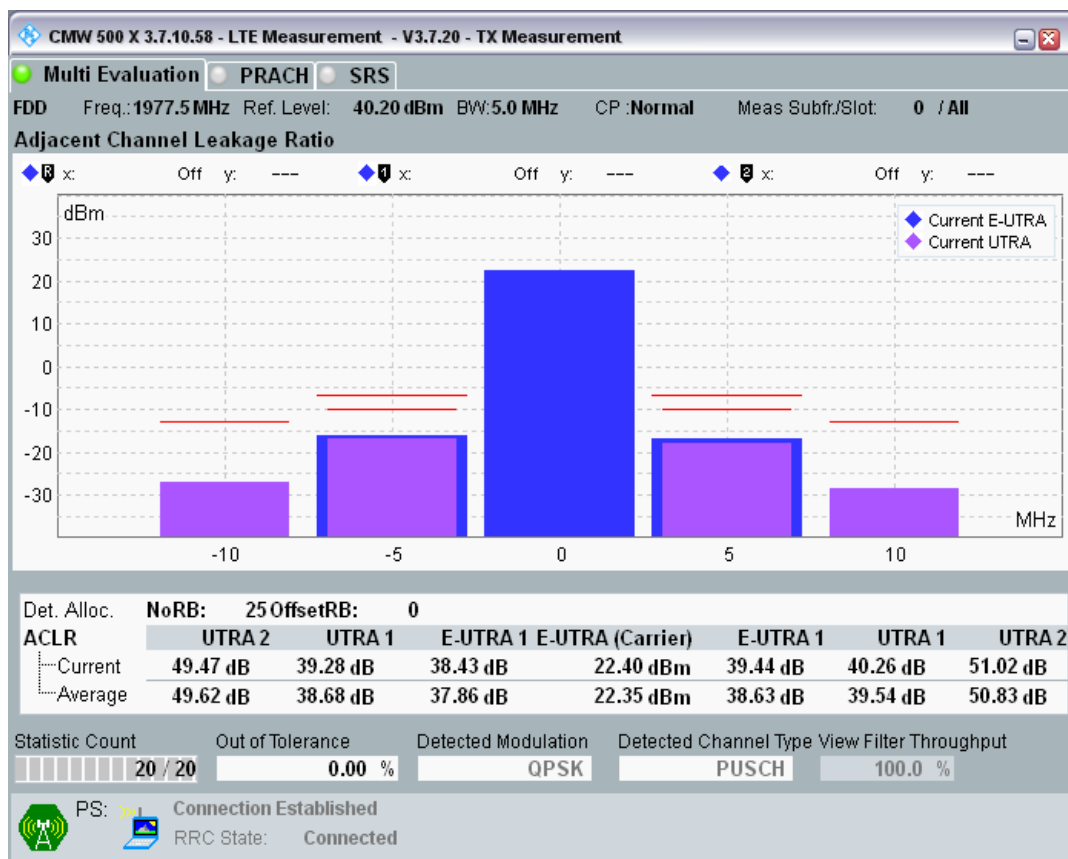 CMW 500 X 3.7.10.58 - LTE Measurement - V3.7.20 - TX Measurement
Multi Evaluation PRACH SRS
FDD Freq.: 1977.5 MHz Ref. Level: 40.20 dBm BW: 5.0 MHz CP : Normal Meas Subfr./Slot: 0 / All
Adjacent Channel Leakage Ratio
R x: Off y: --- 1 x: Off y: --- 2 x: Off y: ---
dBm
Current E-UTRA
Current UTRA
30
20
10
0
-10
-20
-30
MHz
-10 -5 0 5 10
Det. Alloc. NoRB: 25 OffsetRB: 0
ACLR UTRA 2 UTRA 1 E-UTRA 1 E-UTRA (Carrier) E-UTRA 1 UTRA 1 UTRA 2
Current 49.47 dB 39.28 dB 38.43 dB 22.40 dBm 39.44 dB 40.26 dB 51.02 dB
Average 49.62 dB 38.68 dB 37.86 dB 22.35 dBm 38.63 dB 39.54 dB 50.83 dB
Statistic Count Out of Tolerance Detected Modulation Detected Channel Type View Filter Throughput
20 / 20 0.00 % QPSK PUSCH 100.0 %
PS: Connection Established
RRC State: Connected